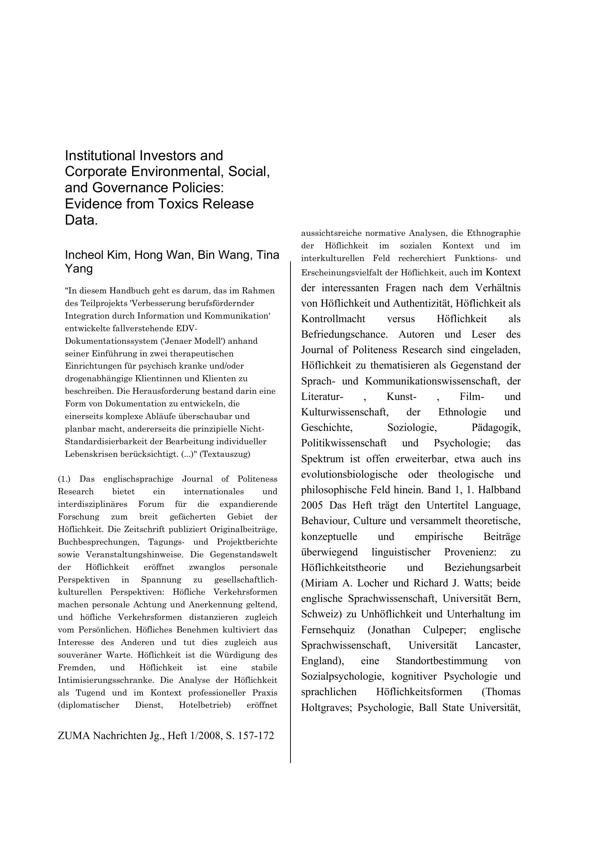 Institutional Investors and
Corporate Environmental, Social,
and Governance Policies:
Evidence from Toxics Release
Data.
Incheol Kim, Hong Wan, Bin Wang, Tina
Yang
"In diesem Handbuch geht es darum, das im Rahmen
des Teilprojekts 'Verbesserung berufsfördernder
Integration durch Information und Kommunikation'
entwickelte fallverstehende EDV-
Dokumentationssystem ('Jenaer Modell') anhand
seiner Einführung in zwei therapeutischen
Einrichtungen für psychisch kranke und/oder
drogenabhängige Klientinnen und Klienten zu
beschreiben. Die Herausforderung bestand darin eine
Form von Dokumentation zu entwickeln, die
einerseits komplexe Abläufe überschaubar und
planbar macht, andererseits die prinzipielle Nicht-
Standardisierbarkeit der Bearbeitung individueller
Lebenskrisen berücksichtigt. (...)" (Textauszug)
(1.) Das englischsprachige Journal of Politeness
Research bietet ein internationales und
interdisziplinäres Forum für die expandierende
Forschung zum breit gefächerten Gebiet der
Höflichkeit. Die Zeitschrift publiziert Originalbeiträge,
Buchbesprechungen, Tagungs- und Projektberichte
sowie Veranstaltungshinweise. Die Gegenstandswelt
der Höflichkeit eröffnet zwanglos personale
Perspektiven in Spannung zu gesellschaftlich-
kulturellen Perspektiven: Höfliche Verkehrsformen
machen personale Achtung und Anerkennung geltend,
und höfliche Verkehrsformen distanzieren zugleich
vom Persönlichen. Höfliches Benehmen kultiviert das
Interesse des Anderen und tut dies zugleich aus
souveräner Warte. Höflichkeit ist die Würdigung des
Fremden, und Höflichkeit ist eine stabile
Intimisierungsschranke. Die Analyse der Höflichkeit
als Tugend und im Kontext professioneller Praxis
(diplomatischer Dienst, Hotelbetrieb) eröffnet
ZUMA Nachrichten Jg., Heft 1/2008, S. 157-172
aussichtsreiche normative Analysen, die Ethnographie
der Höflichkeit im sozialen Kontext und im
interkulturellen Feld recherchiert Funktions- und
Erscheinungsvielfalt der Höflichkeit, auch im Kontext
der interessanten Fragen nach dem Verhältnis
von Höflichkeit und Authentizität, Höflichkeit als
Kontrollmacht versus Höflichkeit als
Befriedungschance. Autoren und Leser des
Journal of Politeness Research sind eingeladen,
Höflichkeit zu thematisieren als Gegenstand der
Sprach- und Kommunikationswissenschaft, der
Literatur- , Kunst- , Film- und
Kulturwissenschaft, der Ethnologie und
Geschichte, Soziologie, Pädagogik,
Politikwissenschaft und Psychologie; das
Spektrum ist offen erweiterbar, etwa auch ins
evolutionsbiologische oder theologische und
philosophische Feld hinein. Band 1, 1. Halbband
2005 Das Heft trägt den Untertitel Language,
Behaviour, Culture und versammelt theoretische,
konzeptuelle und empirische Beiträge
überwiegend linguistischer Provenienz: zu
Höflichkeitstheorie und Beziehungsarbeit
(Miriam A. Locher und Richard J. Watts; beide
englische Sprachwissenschaft, Universität Bern,
Schweiz) zu Unhöflichkeit und Unterhaltung im
Fernsehquiz (Jonathan Culpeper; englische
Sprachwissenschaft, Universität Lancaster,
England), eine Standortbestimmung von
Sozialpsychologie, kognitiver Psychologie und
sprachlichen Höflichkeitsformen (Thomas
Holtgraves; Psychologie, Ball State Universität,